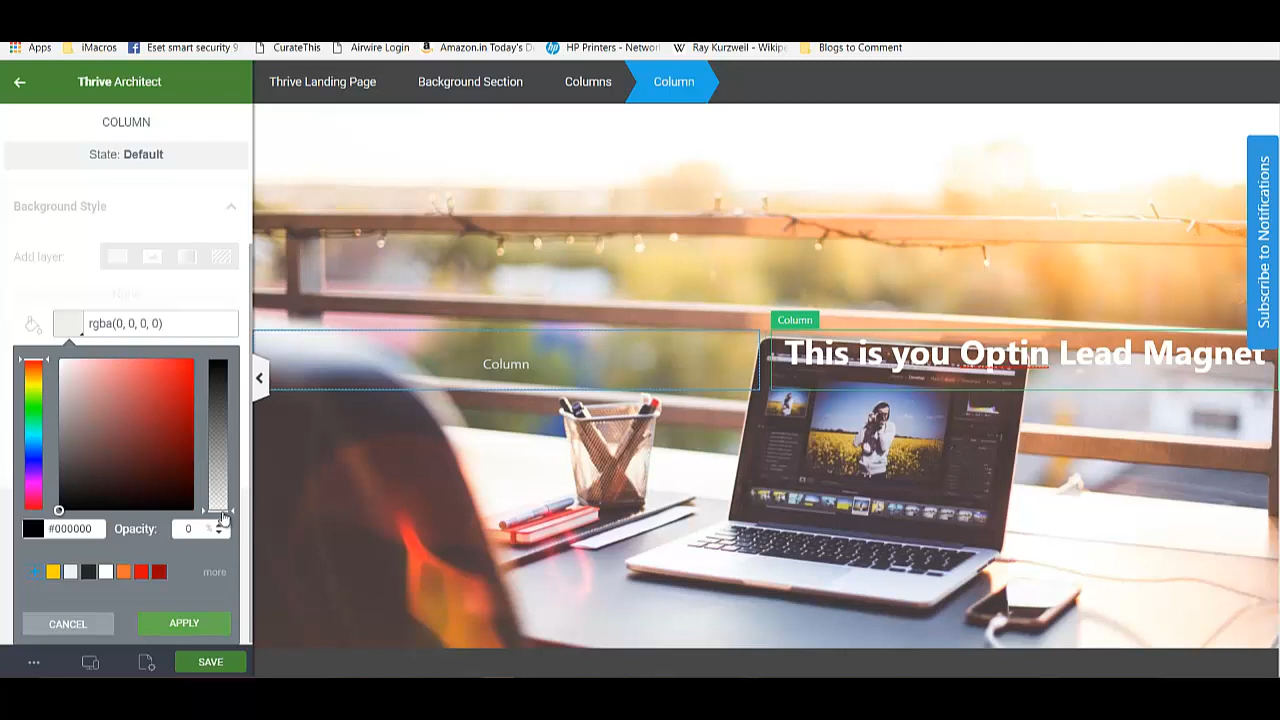 Apps iMacros Eset smart security 9 CurateThis Airwire Login Amazon.in Today's D HP Printers - Network Ray Kurzweil - Wikipe Blogs to Comment
Thrive Architect Thrive Landing Page Background Section Columns Column
COLUMN
State: Default
Background Style
Add layer:
None
rgba(0, 0, 0, 0)
#000000 Opacity: 0 %
more
CANCEL APPLY
SAVE
Column
Column
This is you Optin Lead Magnet
Subscribe to Notifications